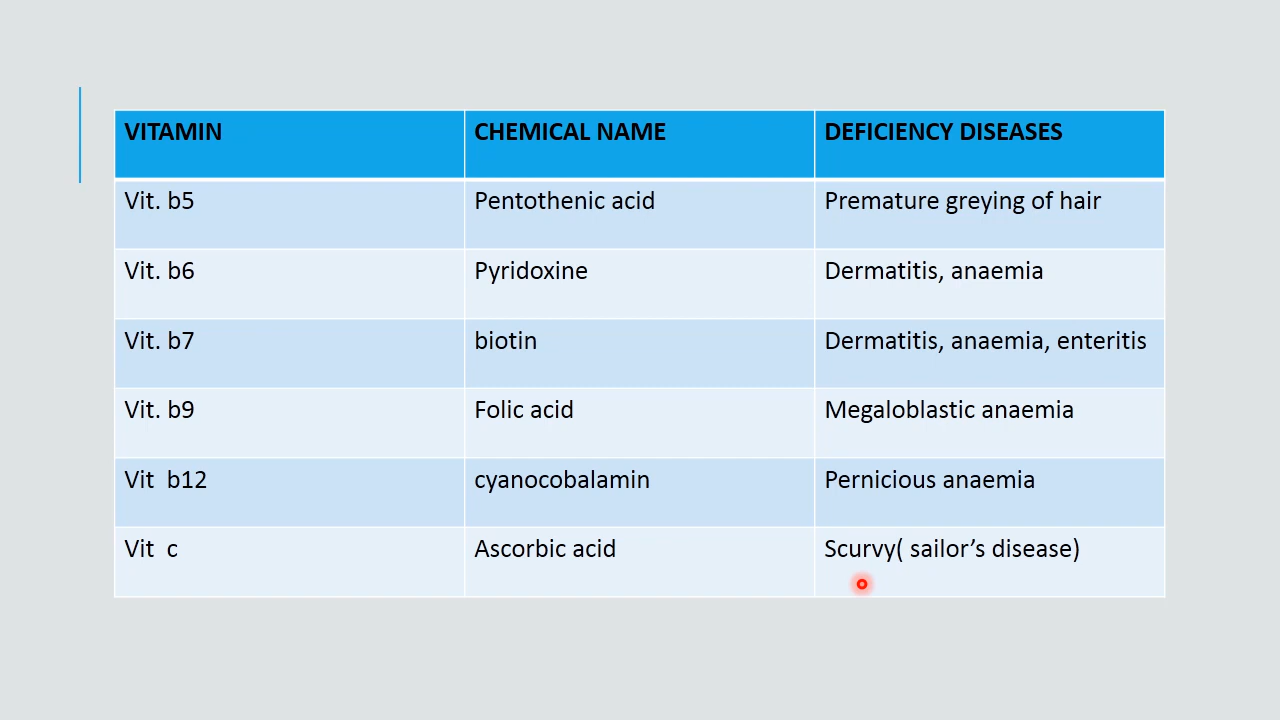 VITAMIN CHEMICAL NAME DEFICIENCY DISEASES
Vit. b5 Pentothenic acid Premature greying of hair
Vit. b6 Pyridoxine Dermatitis, anaemia
Vit. b7 biotin Dermatitis, anaemia, enteritis
Vit. b9 Folic acid Megaloblastic anaemia
Vit  b12 cyanocobalamin Pernicious anaemia
Vit  c Ascorbic acid Scurvy( sailor’s disease)